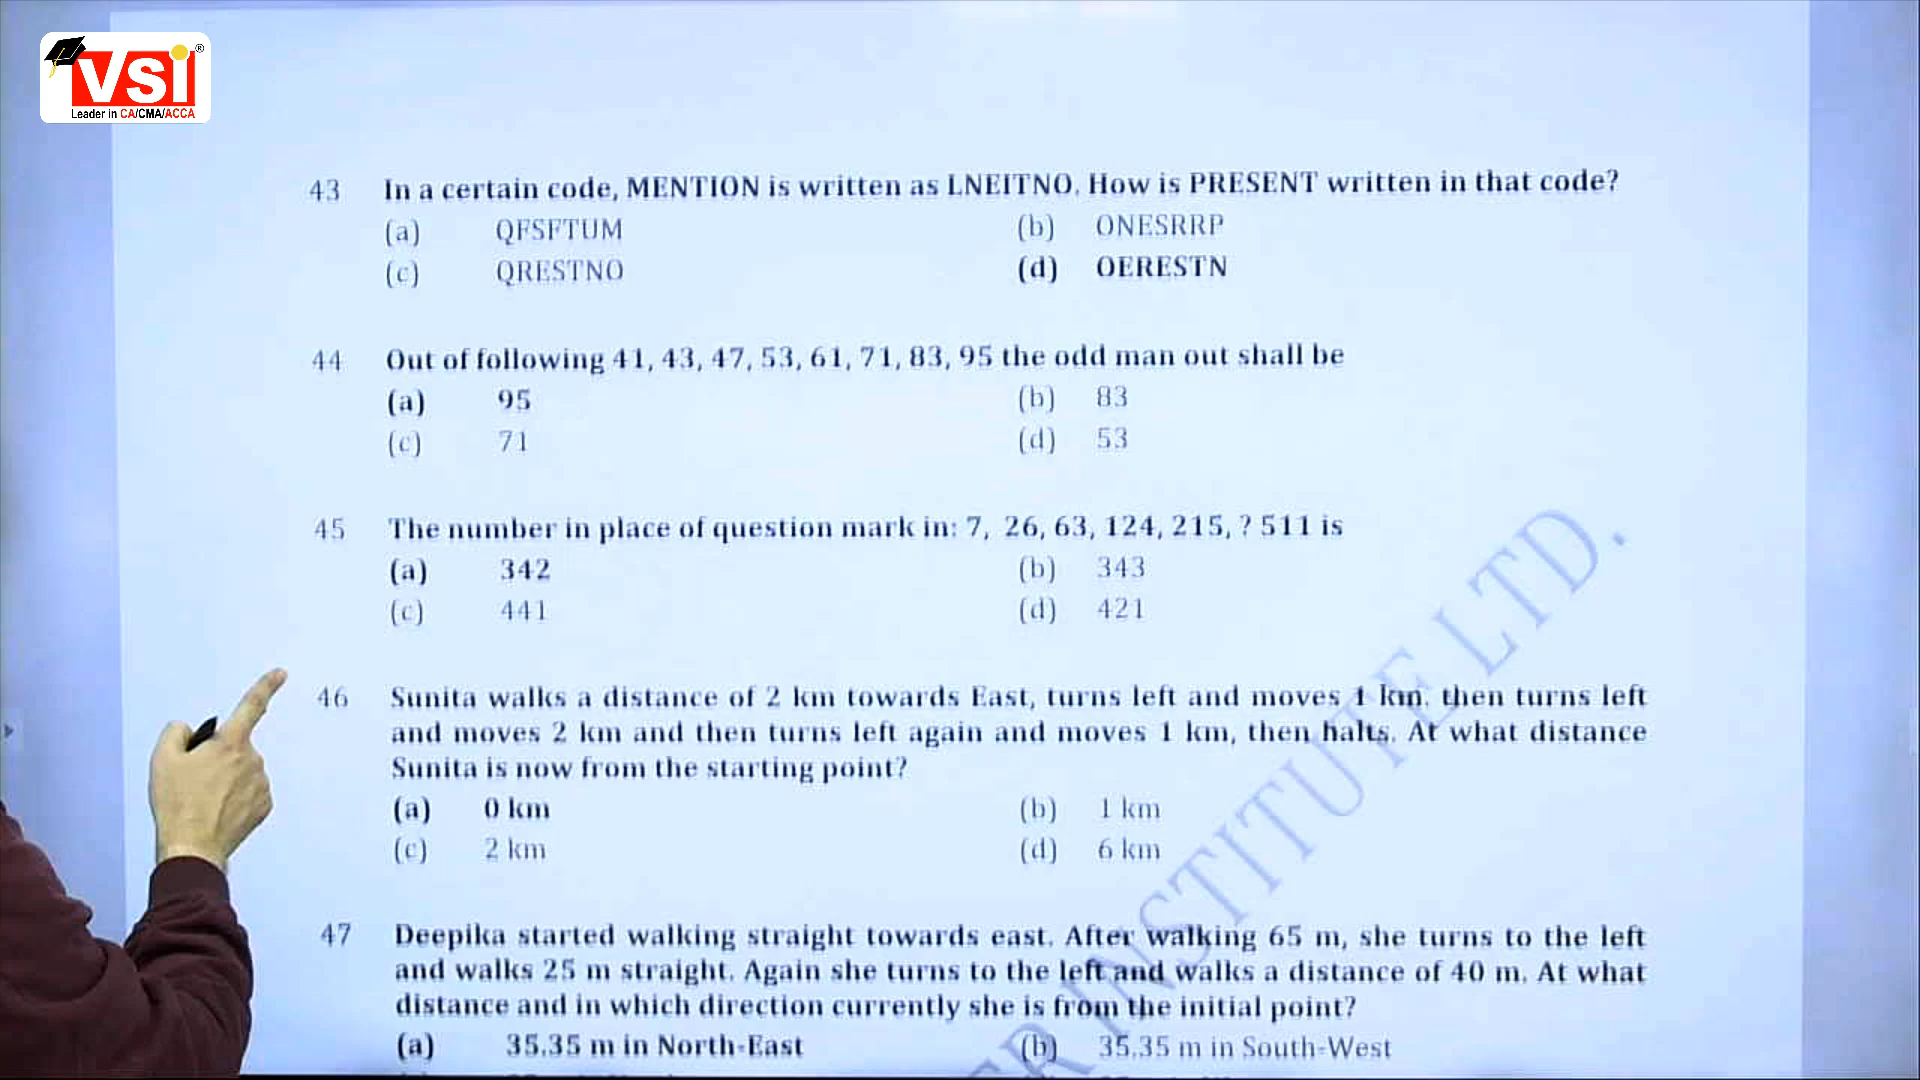 VSI®
Leader in CA/CMA/ACCA
43 In a certain code, MENTION is written as LNEITNO. How is PRESENT written in that code?
(a) QFSFTUM (b) ONESRRP
(c) QRESTNO (d) OERESTN
44 Out of following 41, 43, 47, 53, 61, 71, 83, 95 the odd man out shall be
(a) 95 (b) 83
(c) 71 (d) 53
45 The number in place of question mark in: 7, 26, 63, 124, 215, ? 511 is
(a) 342 (b) 343
(c) 441 (d) 421
46 Sunita walks a distance of 2 km towards East, turns left and moves 1 km. then turns left
and moves 2 km and then turns left again and moves 1 km, then halts. At what distance
Sunita is now from the starting point?
(a) 0 km (b) 1 km
(c) 2 km (d) 6 km
47 Deepika started walking straight towards east. After walking 65 m, she turns to the left
and walks 25 m straight. Again she turns to the left and walks a distance of 40 m. At what
distance and in which direction currently she is from the initial point?
(a) 35.35 m in North-East (b) 35.35 m in South-West
INSTITUTE LTD.